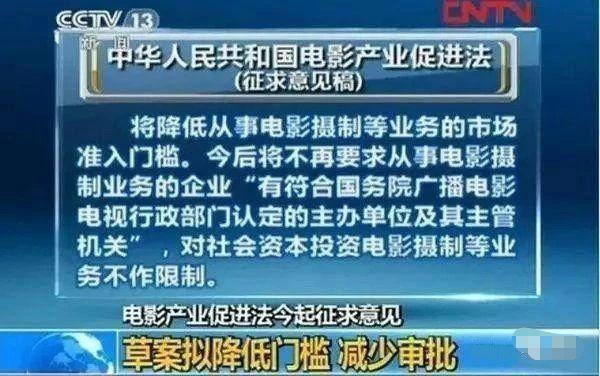 CCTV 13
CNTV
新闻
中华人民共和国电影产业促进法
(征求意见稿)
将降低从事电影摄制等业务的市场
准入门槛。今后将不再要求从事电影摄
制业务的企业“有符合国务院广播电影
电视行政部门认定的主办单位及其主管
机关”，对社会资本投资电影摄制等业
务不作限制。
电影产业促进法今起征求意见
草案拟降低门槛 减少审批